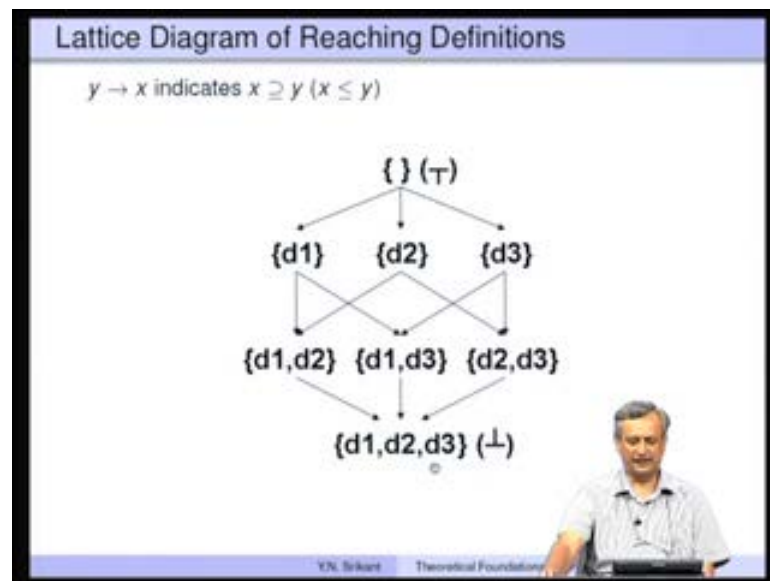 Lattice Diagram of Reaching Definitions
y → x indicates x ⊇ y (x ≤ y)
{ } (⊤)
{d1} {d2} {d3}
{d1,d2} {d1,d3} {d2,d3}
{d1,d2,d3} (⊥)
Y.N. Srikant Theoretical Foundations